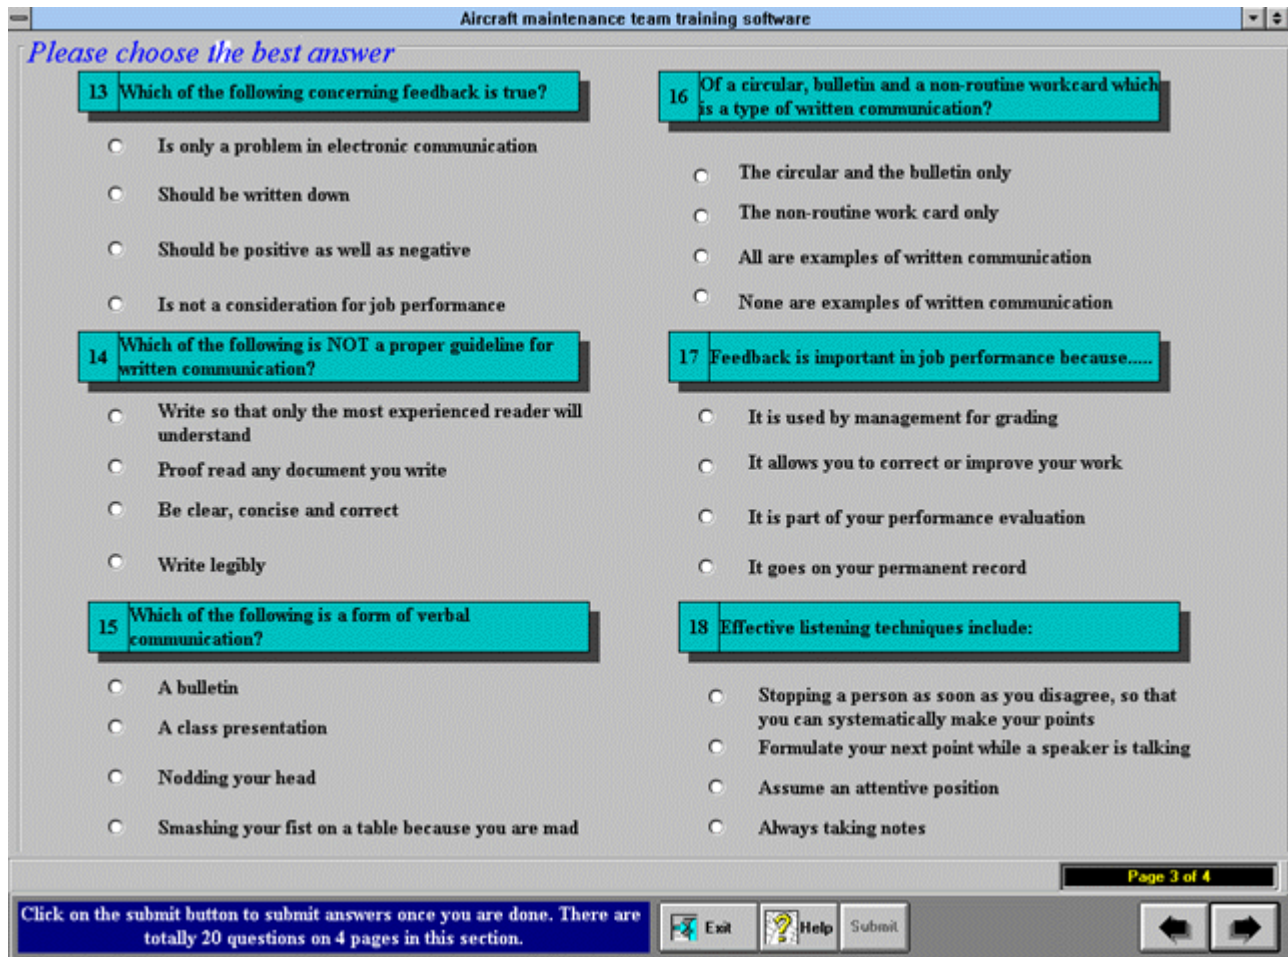 Aircraft maintenance team training software
Please choose the best answer
13 Which of the following concerning feedback is true?
Is only a problem in electronic communication
Should be written down
Should be positive as well as negative
Is not a consideration for job performance
14 Which of the following is NOT a proper guideline for
written communication?
Write so that only the most experienced reader will
understand
Proof read any document you write
Be clear, concise and correct
Write legibly
15 Which of the following is a form of verbal
communication?
A bulletin
A class presentation
Nodding your head
Smashing your fist on a table because you are mad
16 Of a circular, bulletin and a non-routine workcard which
is a type of written communication?
The circular and the bulletin only
The non-routine work card only
All are examples of written communication
None are examples of written communication
17 Feedback is important in job performance because.....
It is used by management for grading
It allows you to correct or improve your work
It is part of your performance evaluation
It goes on your permanent record
18 Effective listening techniques include:
Stopping a person as soon as you disagree, so that
you can systematically make your points
Formulate your next point while a speaker is talking
Assume an attentive position
Always taking notes
Page 3 of 4
Click on the submit button to submit answers once you are done. There are
totally 20 questions on 4 pages in this section.
Exit
Help
Submit